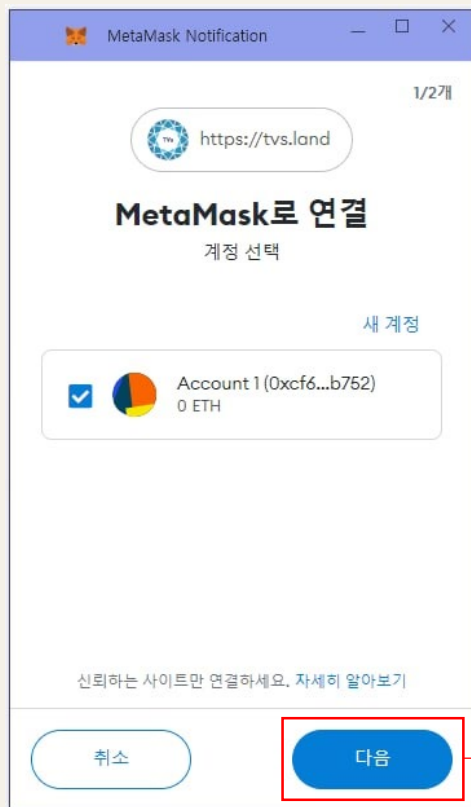 MetaMask Notification
1/2개
TVs
https://tvs.land
MetaMask로 연결
계정 선택
새 계정
Account 1 (0xcf6...b752)
0 ETH
신뢰하는 사이트만 연결하세요. 자세히 알아보기
취소
다음